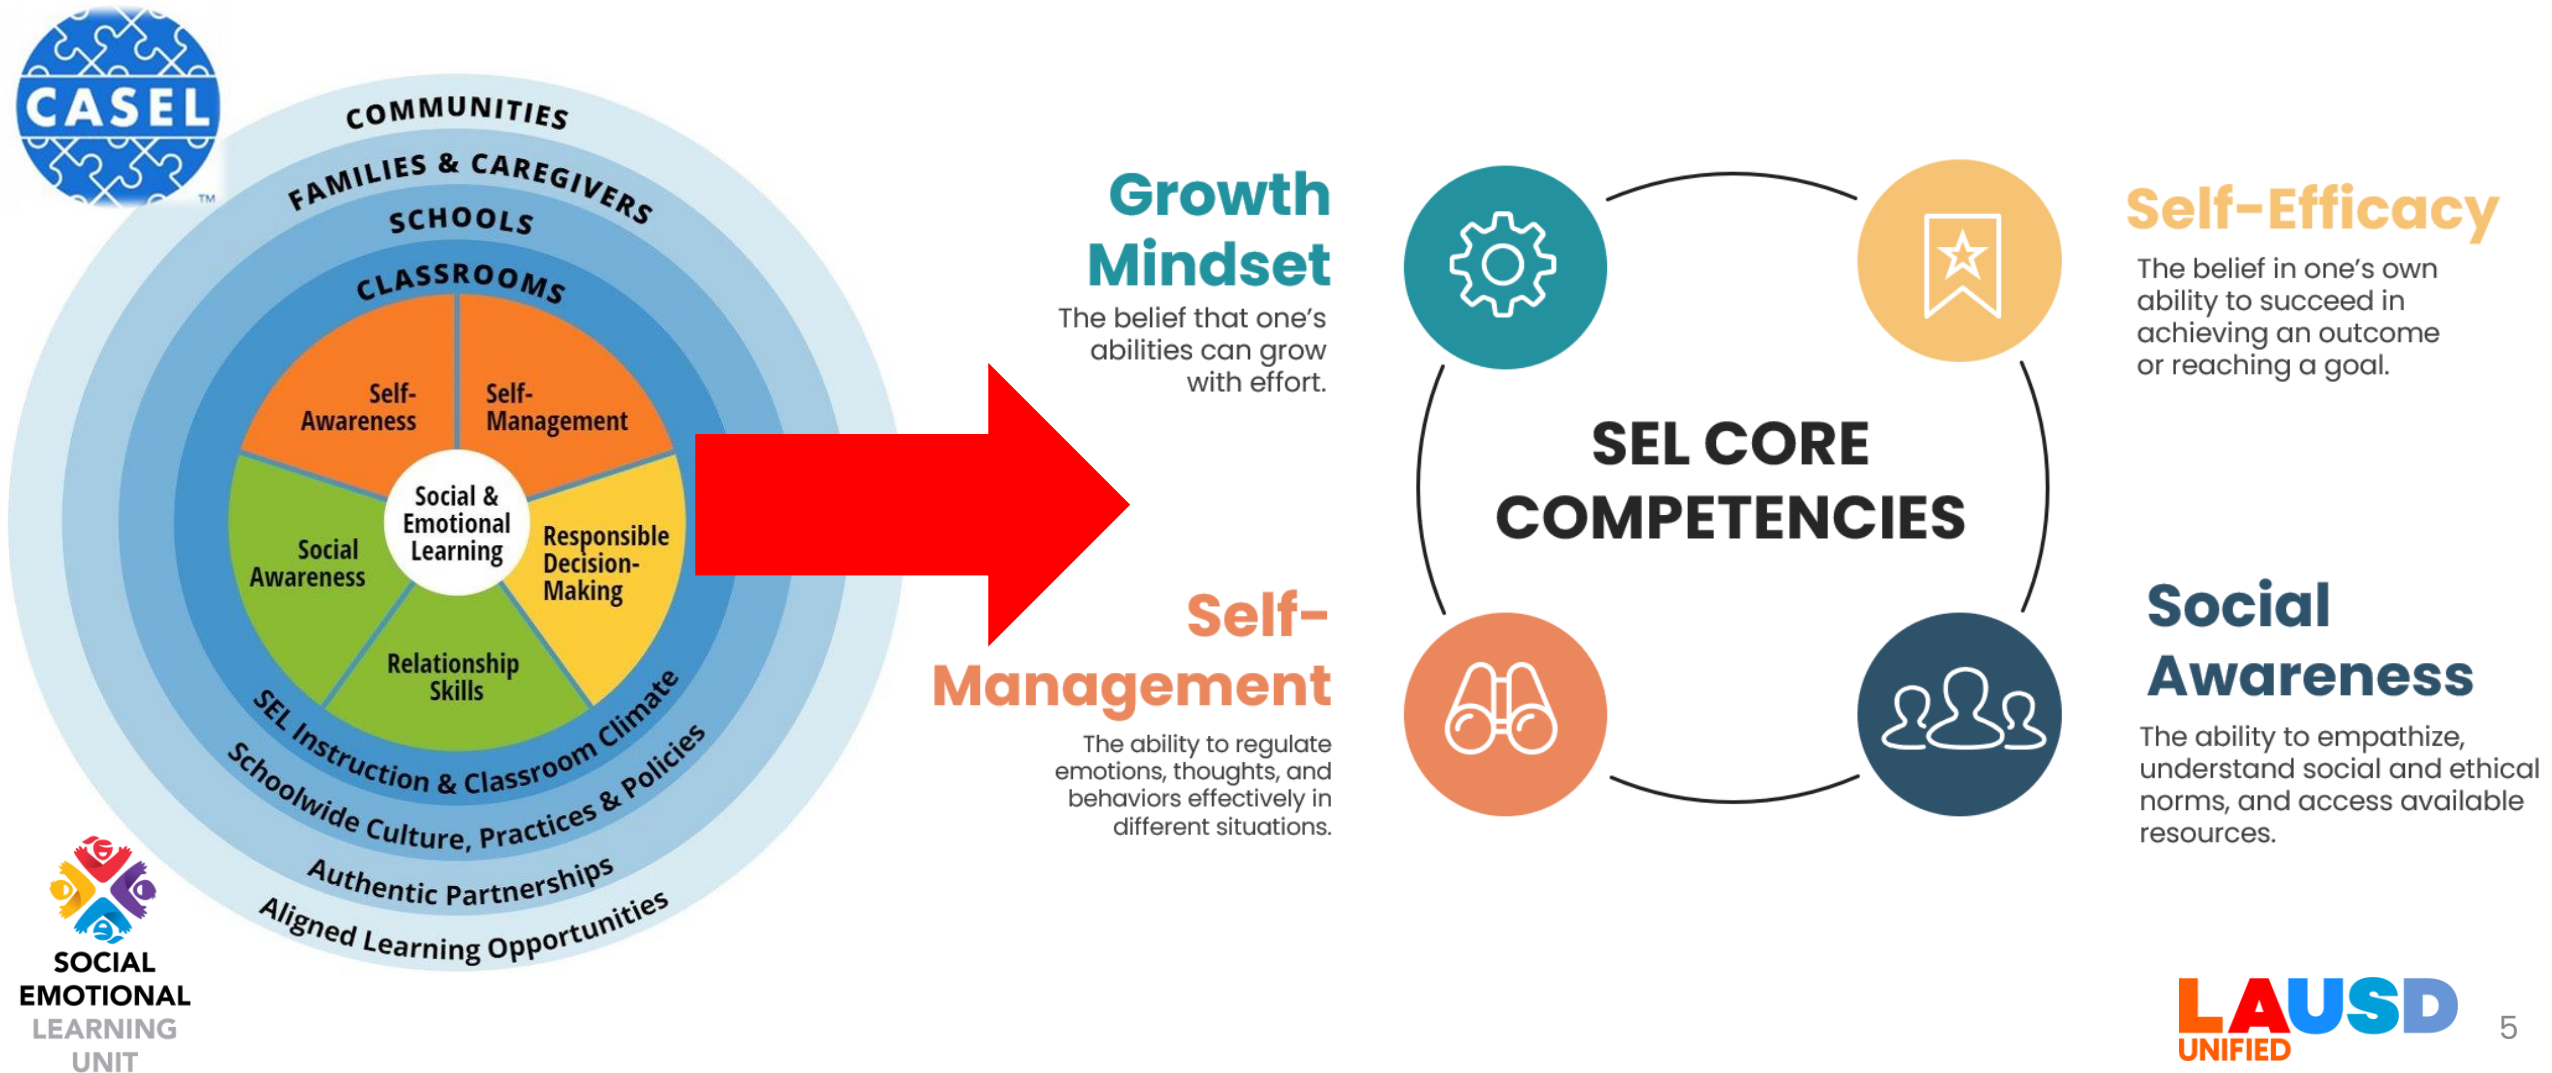 CASEL
TM
COMMUNITIES
FAMILIES & CAREGIVERS
SCHOOLS
CLASSROOMS
Self-
Awareness
Self-
Management
Social &
Emotional
Learning
Social
Awareness
Responsible
Decision-
Making
Relationship
Skills
SEL Instruction & Classroom Climate
Schoolwide Culture, Practices & Policies
Authentic Partnerships
Aligned Learning Opportunities
SOCIAL
EMOTIONAL
LEARNING
UNIT
Growth
Mindset
The belief that one’s
abilities can grow
with effort.
Self-Efficacy
The belief in one’s own
ability to succeed in
achieving an outcome
or reaching a goal.
SEL CORE
COMPETENCIES
Self-
Management
The ability to regulate
emotions, thoughts, and
behaviors effectively in
different situations.
Social
Awareness
The ability to empathize,
understand social and ethical
norms, and access available
resources.
LAUSD
UNIFIED
5